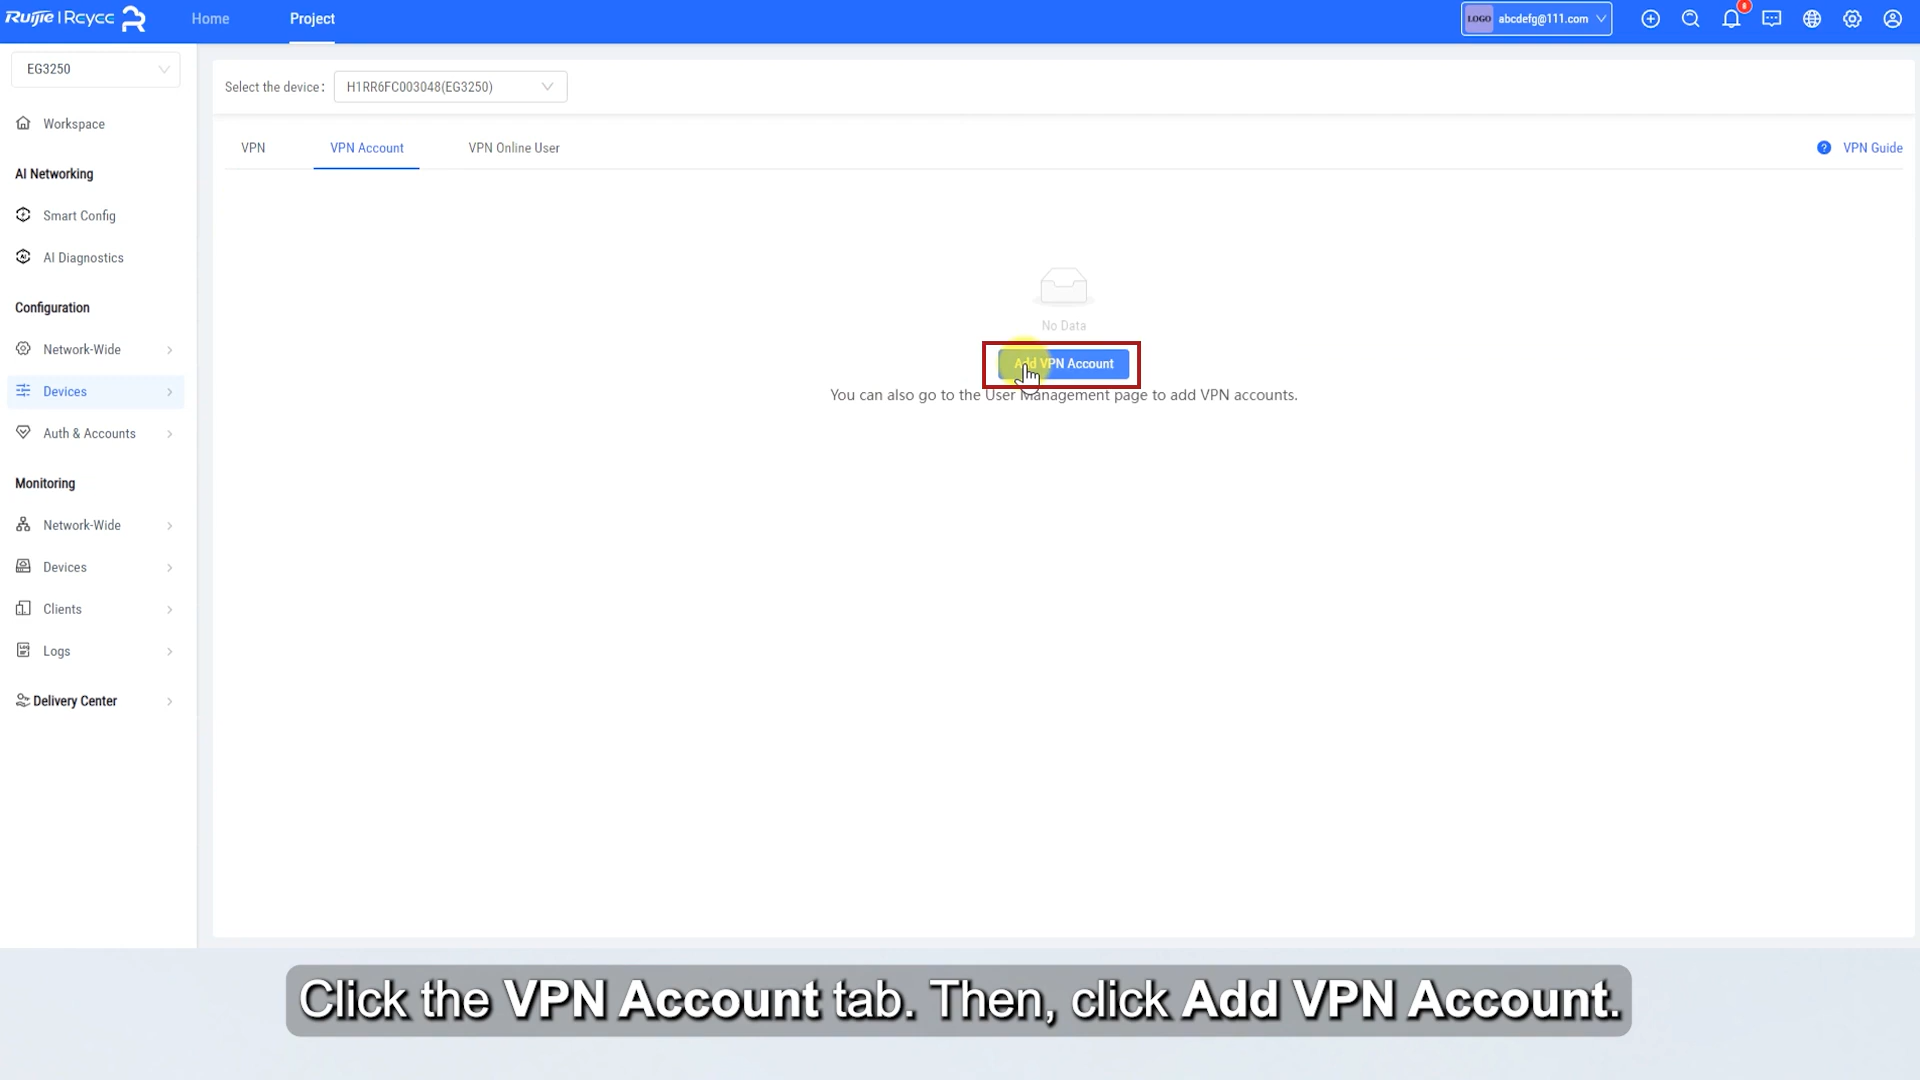 Ruijie | Rcycc
Home
Project
LOGO
abcdefg@111.com
8
EG3250
Select the device:
H1RR6FC003048(EG3250)
Workspace
VPN
VPN Account
VPN Online User
? VPN Guide
AI Networking
Smart Config
AI Diagnostics
Configuration
Network-Wide
Devices
Auth & Accounts
Monitoring
Network-Wide
Devices
Clients
Logs
Delivery Center
No Data
Add VPN Account
You can also go to the User Management page to add VPN accounts.
Click the VPN Account tab. Then, click Add VPN Account.